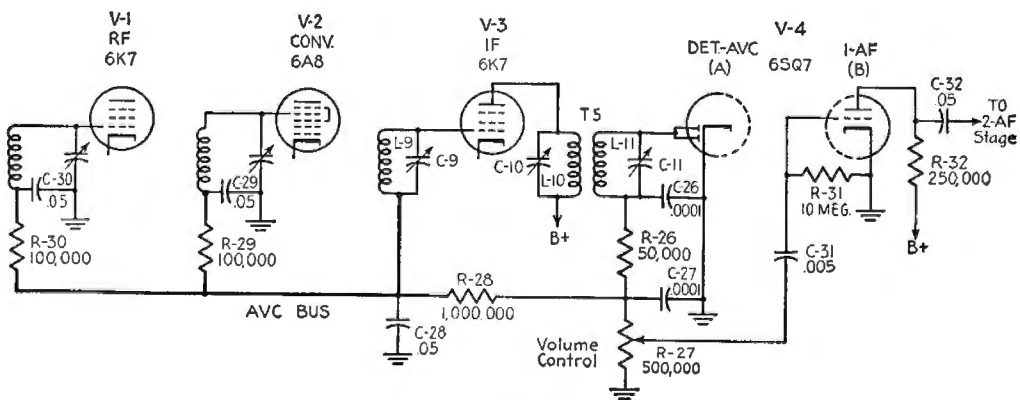 V-1
RF
6K7
V-2
CONV.
6A8
V-3
IF
6K7
V-4
DET.-AVC
(A)
6SQ7
1-AF
(B)
C-32
.05
TO
2-AF
Stage
T5
L-9
C-9
C-10
L-10
L-11
C-11
B+
C-30
.05
C-29
.05
R-30
100,000
R-29
100,000
C-26
.0001
R-26
50,000
C-27
.0001
R-31
10 MEG.
R-32
250,000
B+
C-31
.005
R-28
1,000,000
AVC BUS
C-28
.05
Volume
Control
R-27
500,000